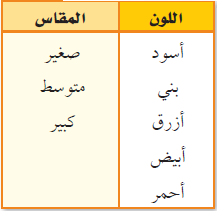 اللون المقاس
أسود صغير
بني متوسط
أزرق كبير
أبيض
أحمر